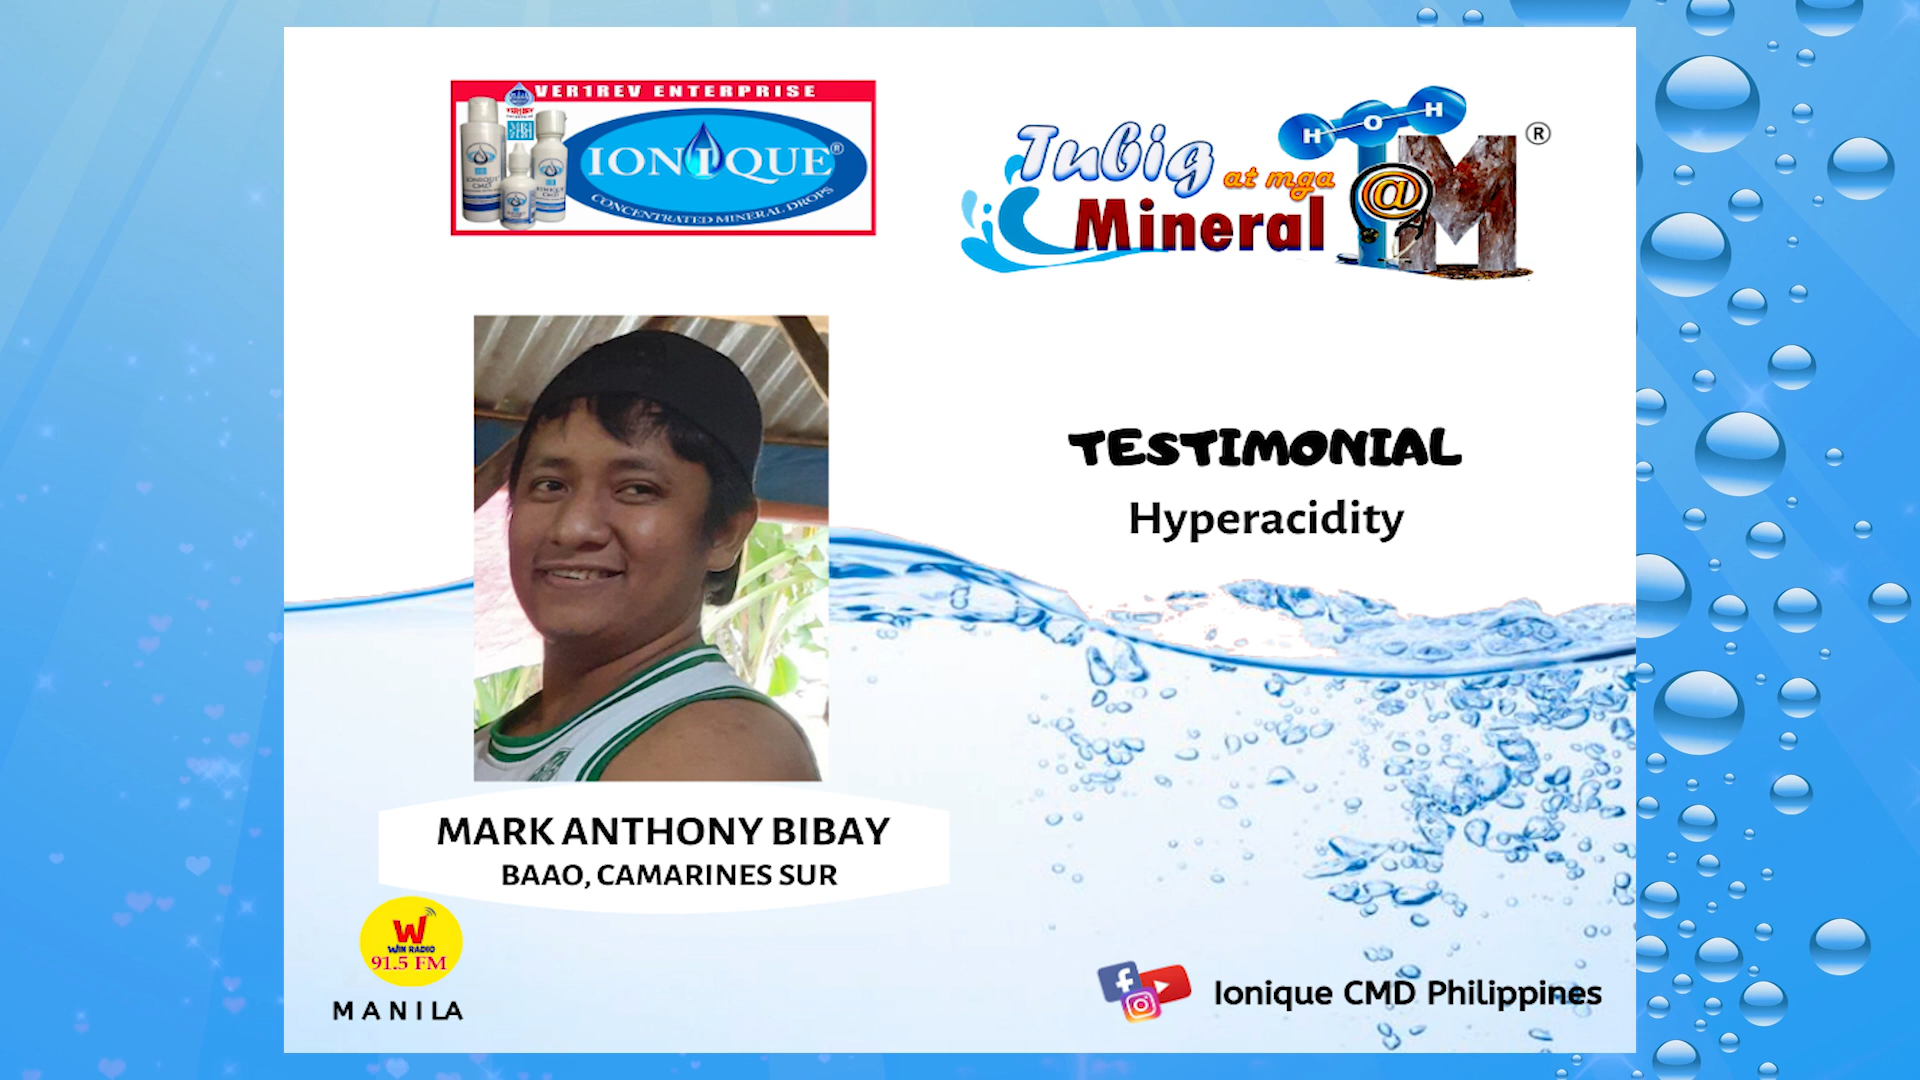 VER1REV ENTERPRISE
IONIQUE®
CONCENTRATED MINERAL DROPS
Tubig at mga
Mineral
H O H
@ M ®
TESTIMONIAL
Hyperacidity
MARK ANTHONY BIBAY
BAAO, CAMARINES SUR
W
WIN RADIO
91.5 FM
MANILA
Ionique CMD Philippines